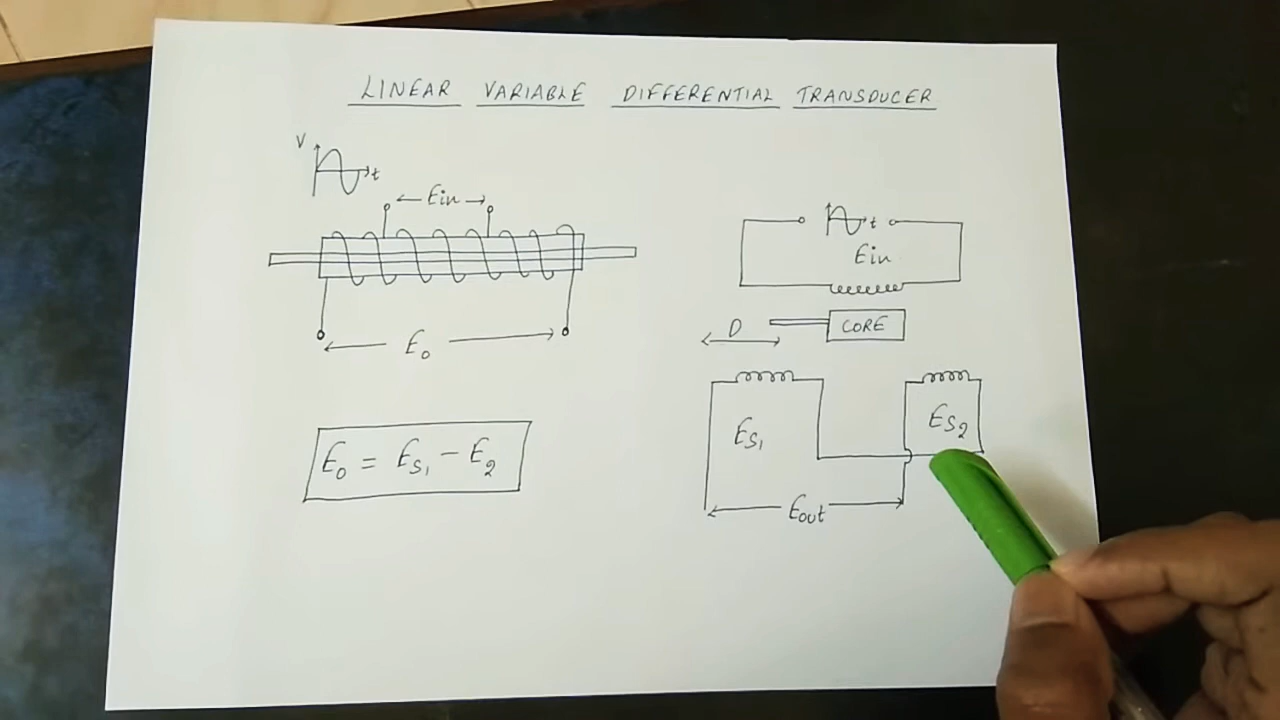 LINEAR VARIABLE DIFFERENTIAL TRANSDUCER
V
t
Ein
E₀
E₀ = ES₁ − E₂
t
Ein
D
CORE
ES₁
ES₂
Eout